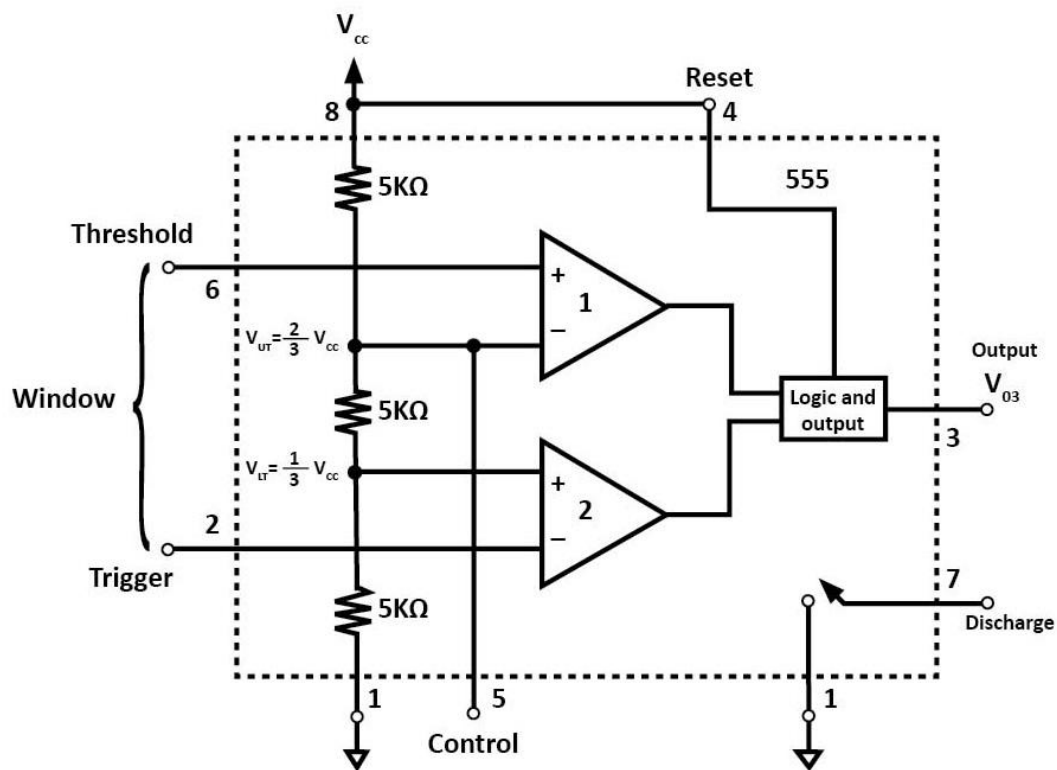 Vcc
Reset
8
4
5KΩ
555
Threshold
6
+
1
−
VUT=2/3 VCC
Output
V03
Window
5KΩ
Logic and
output
3
VLT=1/3 VCC
+
2
−
2
Trigger
7
5KΩ
Discharge
1
5
1
Control